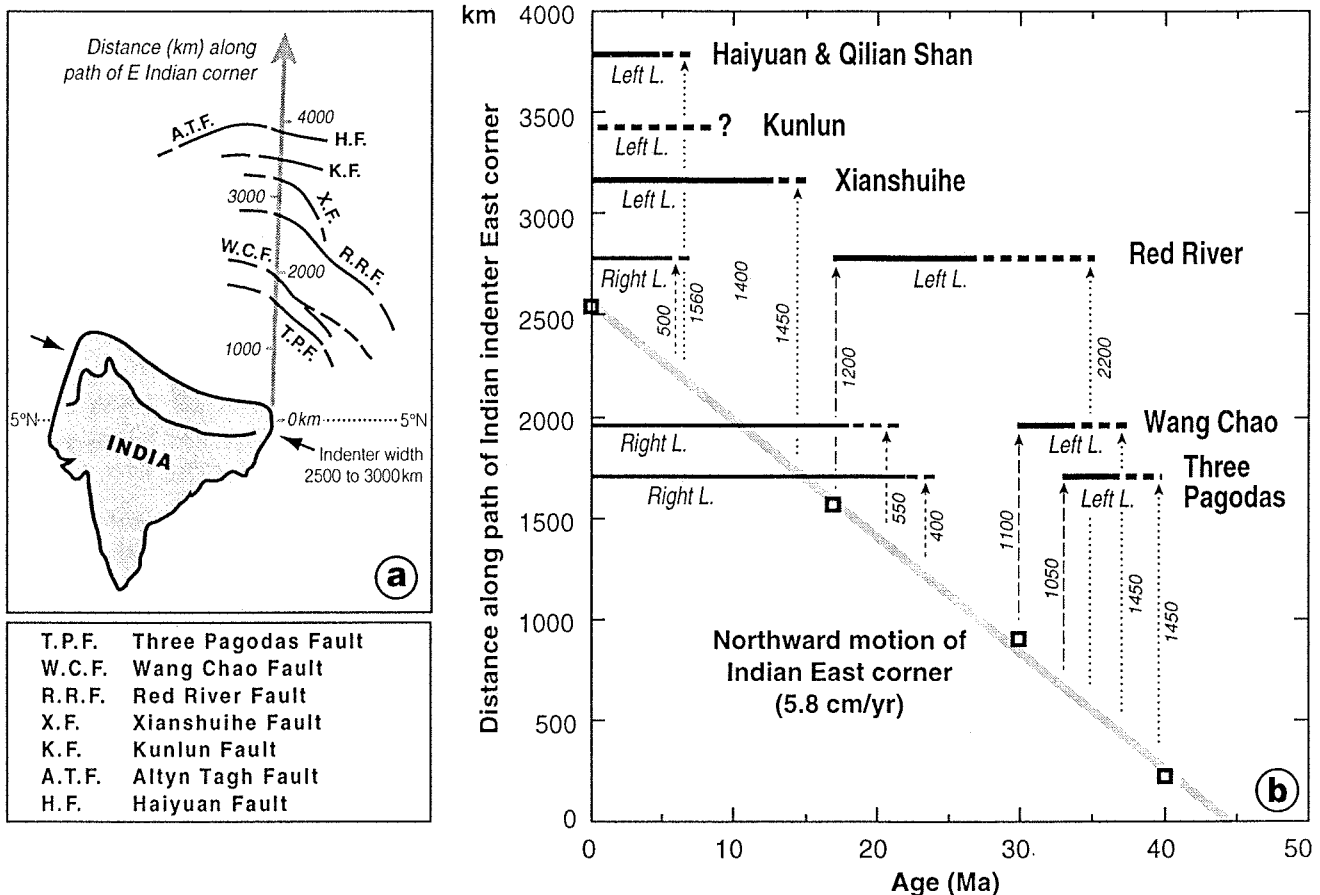 Distance (km) along
path of E Indian corner
4000
A.T.F.
H.F.
K.F.
3000
X.F.
W.C.F.
R.R.F.
2000
T.P.F.
1000
5°N
0 km
5°N
INDIA
Indenter width
2500 to 3000 km
a
T.P.F. Three Pagodas Fault
W.C.F. Wang Chao Fault
R.R.F. Red River Fault
X.F. Xianshuihe Fault
K.F. Kunlun Fault
A.T.F. Altyn Tagh Fault
H.F. Haiyuan Fault
km
4000
3500
3000
2500
2000
1500
1000
500
0
Distance along path of Indian indenter East corner
Haiyuan & Qilian Shan
Left L.
? Kunlun
Left L.
Xianshuihe
Left L.
Red River
Right L.
Left L.
500
1560
1400
1450
1200
2200
Wang Chao
Right L.
Left L.
Three
Pagodas
Right L.
Left L.
550
400
1100
1050
1450
1450
Northward motion of
Indian East corner
(5.8 cm/yr)
b
0
10
20
30
40
50
Age (Ma)